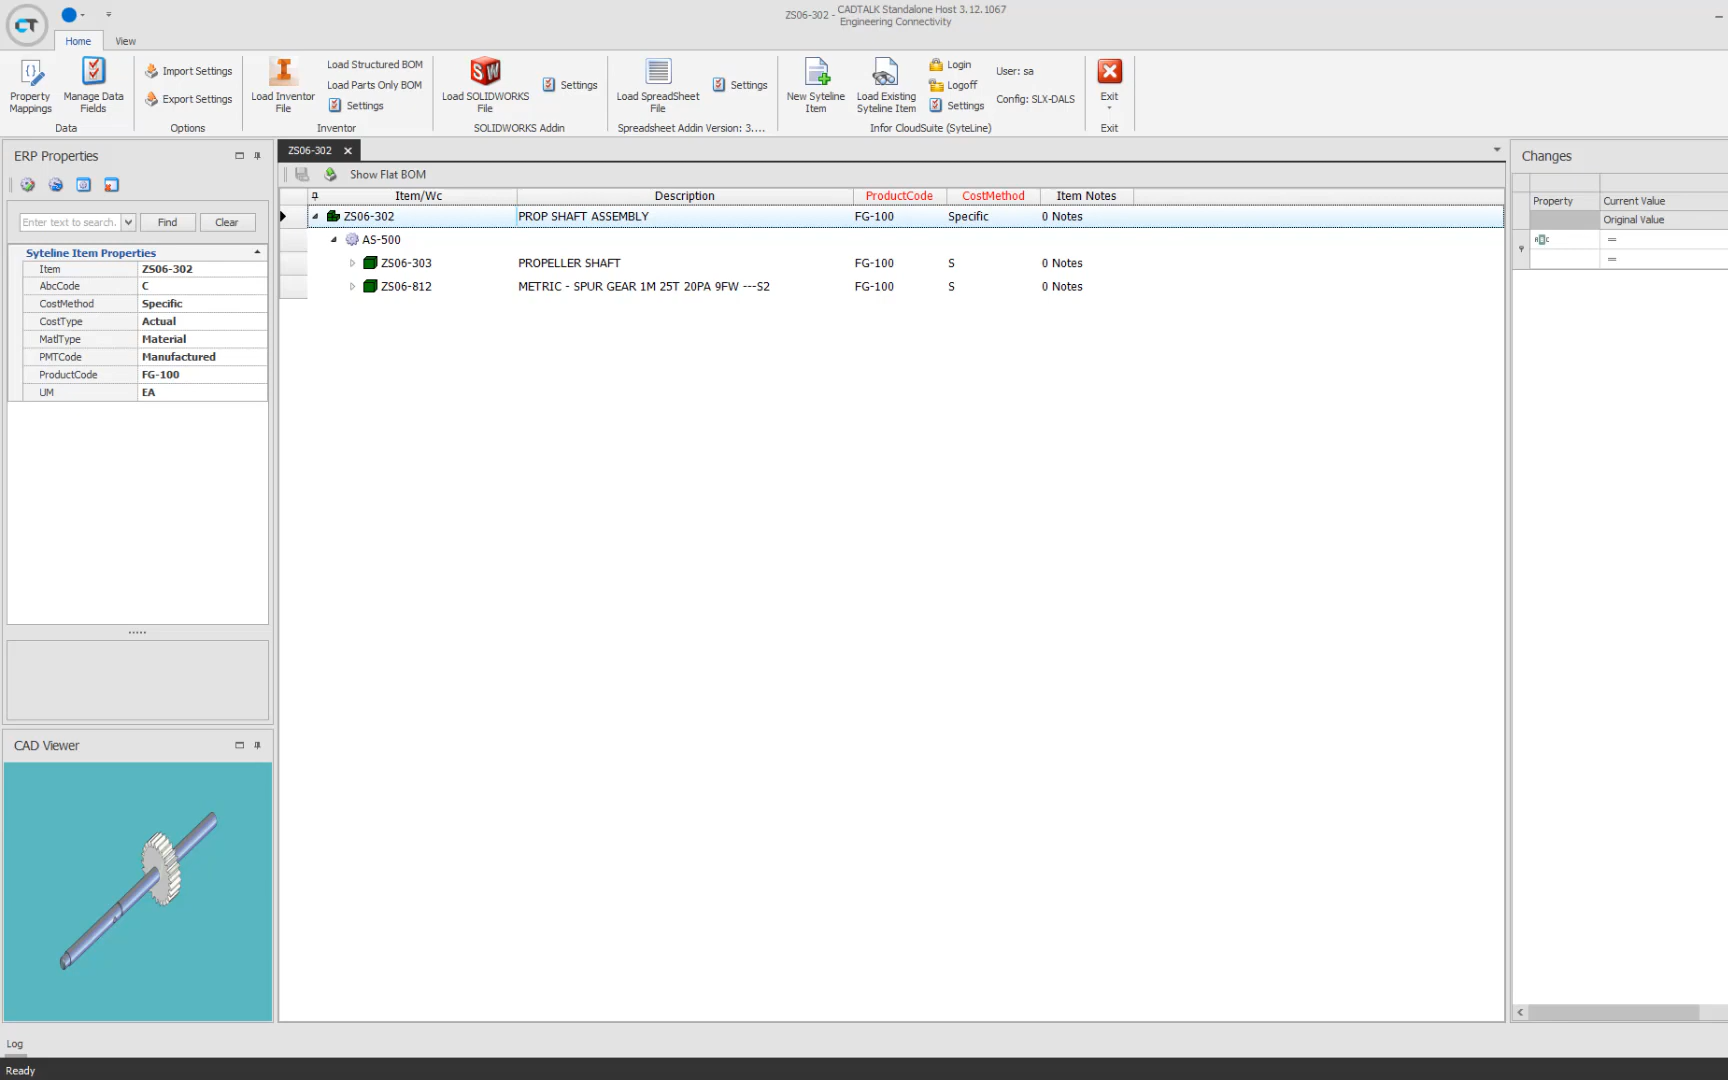 ZS06-302 - CADTALK Standalone Host 3.12.1067
Engineering Connectivity
CT
Home
View
Property
Mappings
Manage Data
Fields
Data
Import Settings
Export Settings
Options
Load Inventor
File
Load Structured BOM
Load Parts Only BOM
Settings
Inventor
SW
Load SOLIDWORKS
File
Settings
SOLIDWORKS Addin
Load SpreadSheet
File
Settings
Spreadsheet Addin Version: 3....
New Syteline
Item
Load Existing
Syteline Item
Login
Logoff
Settings
User: sa
Config: SLX-DALS
Infor CloudSuite (SyteLine)
Exit
Exit
ERP Properties
Enter text to search.
Find
Clear
Syteline Item Properties
Item ZS06-302
AbcCode C
CostMethod Specific
CostType Actual
MatlType Material
PMTCode Manufactured
ProductCode FG-100
UM EA
CAD Viewer
ZS06-302
Show Flat BOM
Item/Wc Description ProductCode CostMethod Item Notes
ZS06-302 PROP SHAFT ASSEMBLY FG-100 Specific 0 Notes
AS-500
ZS06-303 PROPELLER SHAFT FG-100 S 0 Notes
ZS06-812 METRIC - SPUR GEAR 1M 25T 20PA 9FW ---S2 FG-100 S 0 Notes
Changes
Property Current Value
Original Value
=
=
Log
Ready